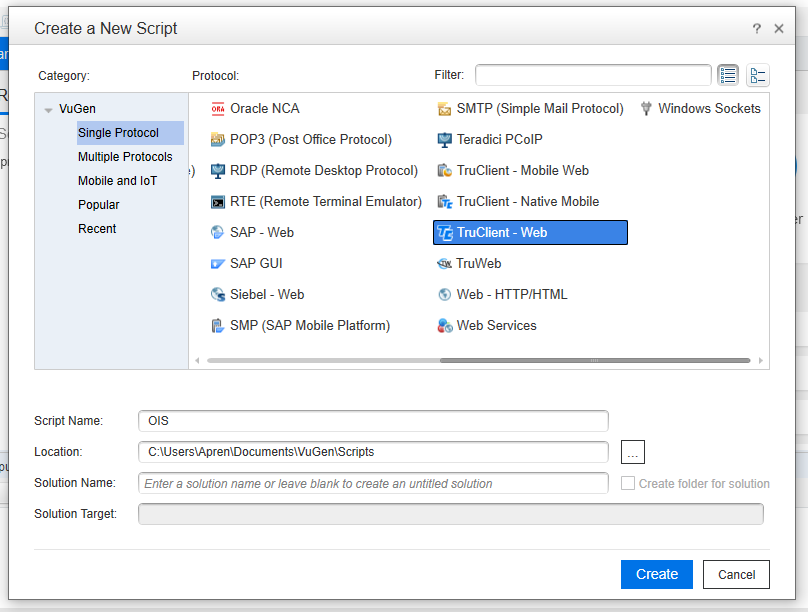 Create a New Script
? ×
Category:
Protocol:
Filter:
VuGen
Single Protocol
Multiple Protocols
Mobile and IoT
Popular
Recent
Oracle NCA
POP3 (Post Office Protocol)
RDP (Remote Desktop Protocol)
RTE (Remote Terminal Emulator)
SAP - Web
SAP GUI
Siebel - Web
SMP (SAP Mobile Platform)
SMTP (Simple Mail Protocol)
Teradici PCoIP
TruClient - Mobile Web
TruClient - Native Mobile
TruClient - Web
TruWeb
Web - HTTP/HTML
Web Services
Windows Sockets
Script Name: OIS
Location: C:\Users\Apren\Documents\VuGen\Scripts ...
Solution Name: Enter a solution name or leave blank to create an untitled solution Create folder for solution
Solution Target:
Create Cancel